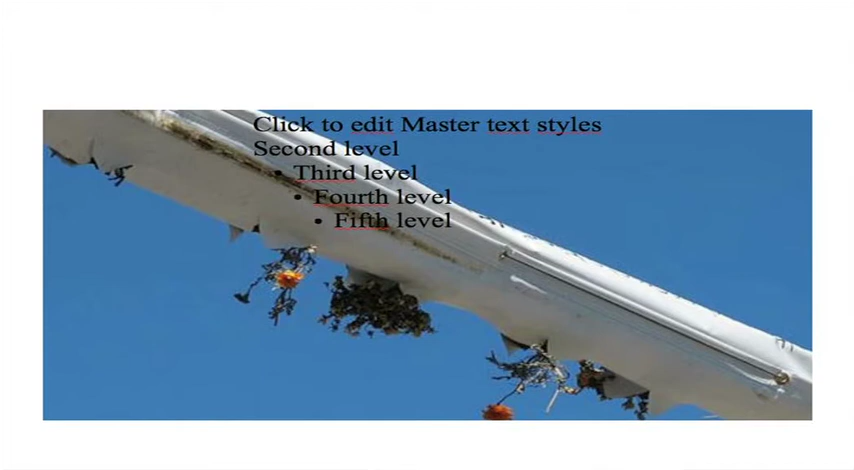 Click to edit Master text styles
Second level
• Third level
• Fourth level
• Fifth level